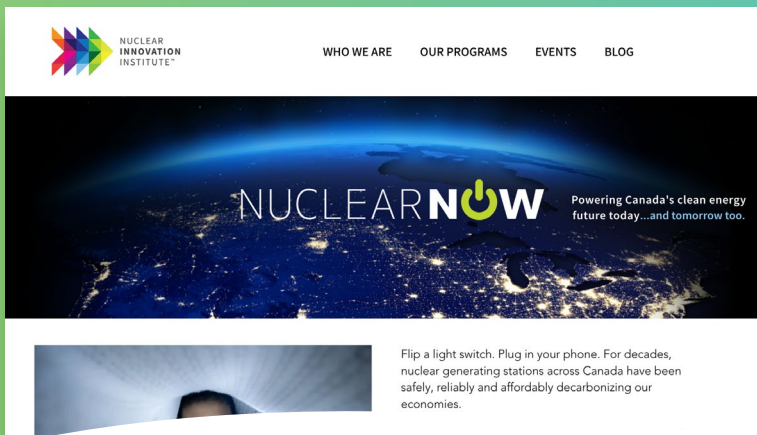 NUCLEAR
INNOVATION
INSTITUTE™
WHO WE ARE OUR PROGRAMS EVENTS BLOG
NUCLEARNOW
Powering Canada's clean energy
future today...and tomorrow too.
Flip a light switch. Plug in your phone. For decades,
nuclear generating stations across Canada have been
safely, reliably and affordably decarbonizing our
economies.